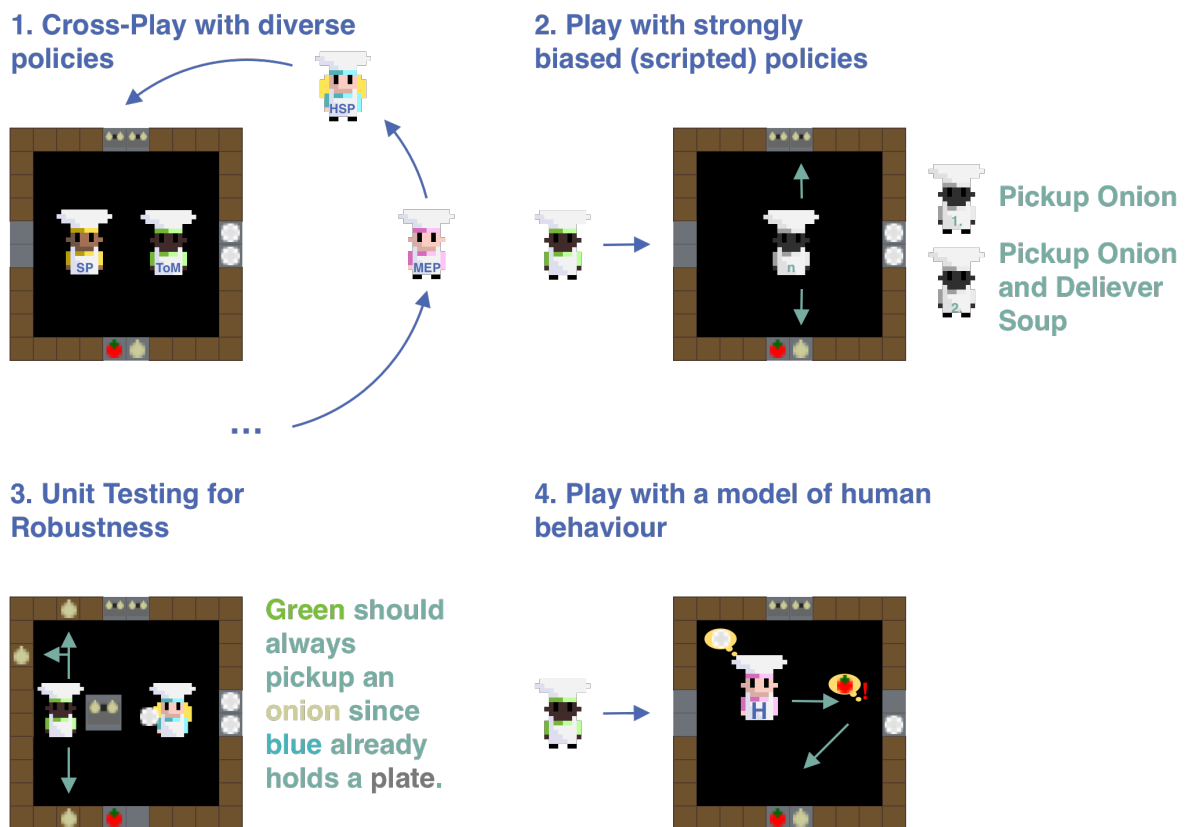 1. Cross-Play with diverse
policies
HSP
SP
ToM
MEP
...
2. Play with strongly
biased (scripted) policies
n
1.
Pickup Onion
2.
Pickup Onion
and Deliever
Soup
3. Unit Testing for
Robustness
Green should
always
pickup an
onion since
blue already
holds a plate.
4. Play with a model of human
behaviour
H
!